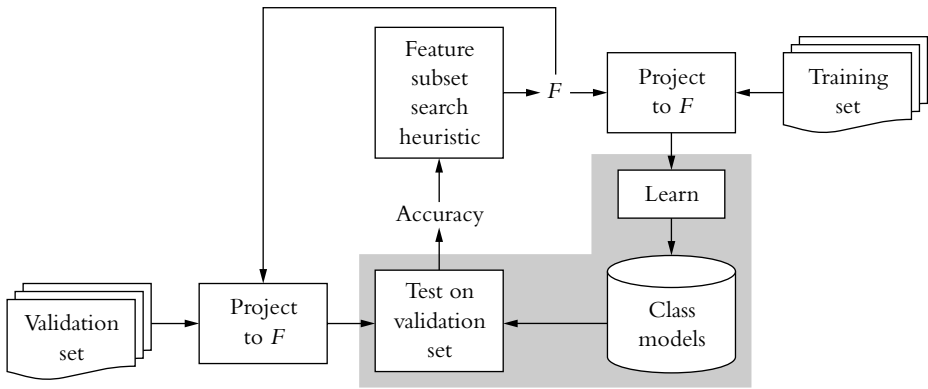 Feature
subset
search
heuristic
F
Project
to F
Training
set
Learn
Accuracy
Validation
set
Project
to F
Test on
validation
set
Class
models